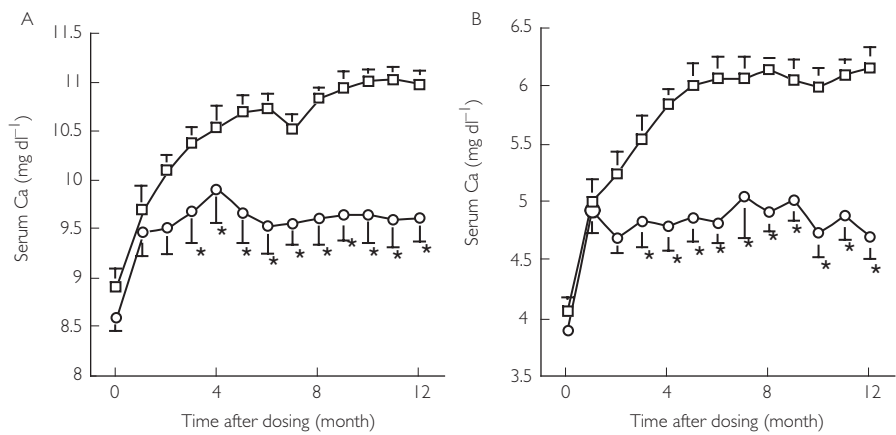 A
11.5
11
10.5
10
9.5
9
8.5
8
Serum Ca (mg dl⁻¹)
* * * * * * * * * *
0 4 8 12
Time after dosing (month)
B
6.5
6
5.5
5
4.5
4
3.5
Serum Ca (mg dl⁻¹)
* * * * * * * * * *
0 4 8 12
Time after dosing (month)